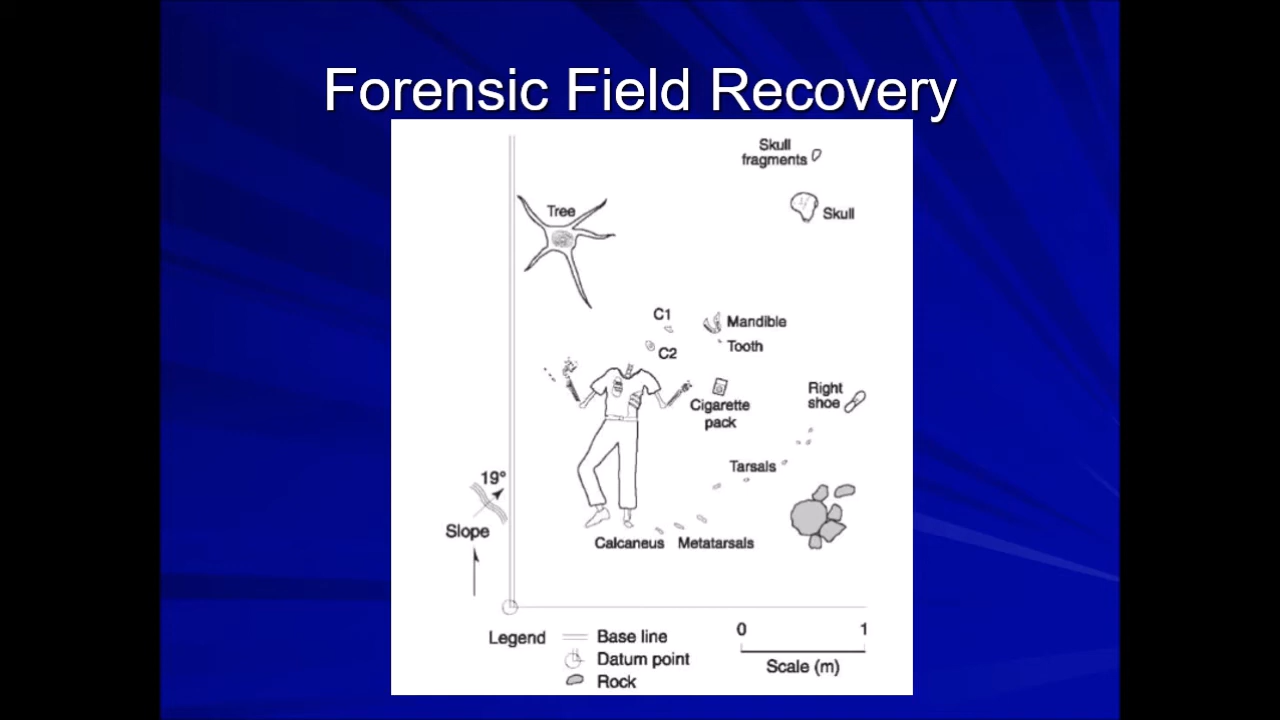 Forensic Field Recovery
Skull
fragments
Skull
Tree
C1
Mandible
C2
Tooth
Right
shoe
Cigarette
pack
Tarsals
19°
Slope
Calcaneus
Metatarsals
Legend
Base line
Datum point
Rock
0
1
Scale (m)